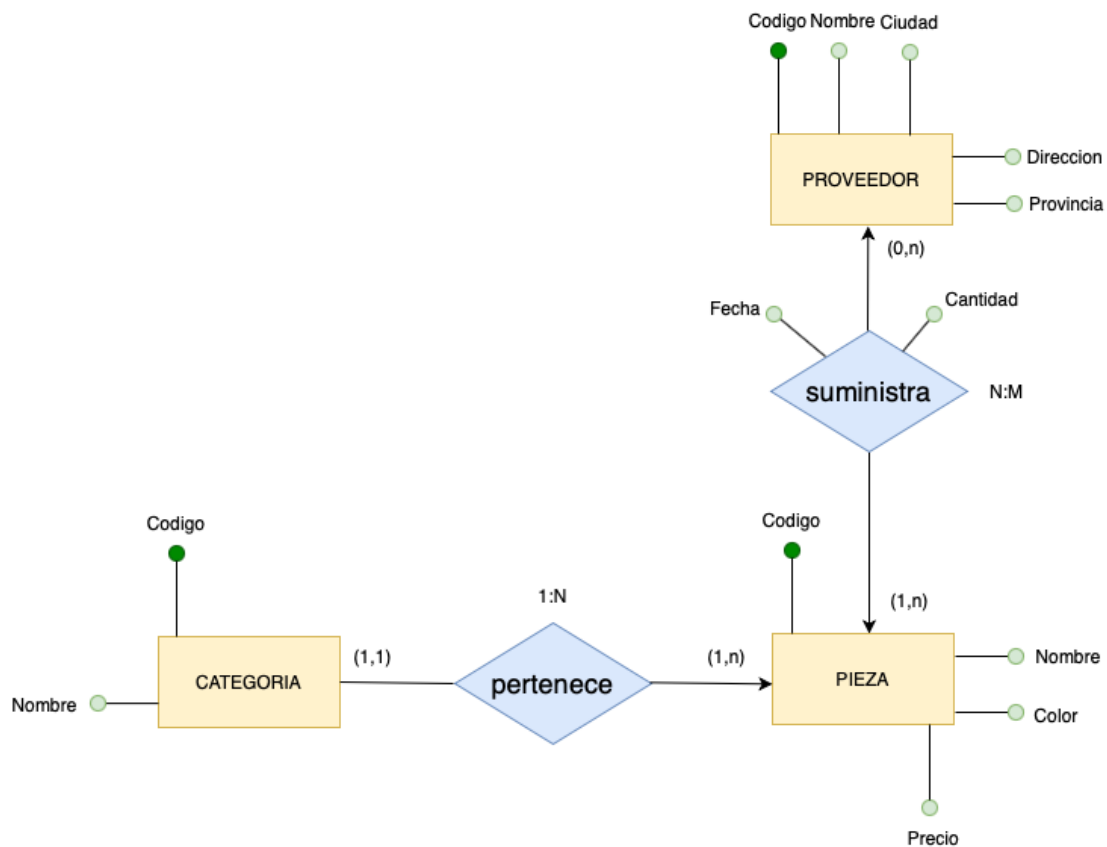 Codigo Nombre Ciudad
PROVEEDOR
Direccion
Provincia
(0,n)
Fecha
Cantidad
suministra
N:M
Codigo
Codigo
1:N
(1,n)
(1,1)
(1,n)
Nombre
CATEGORIA
pertenece
PIEZA
Nombre
Color
Precio